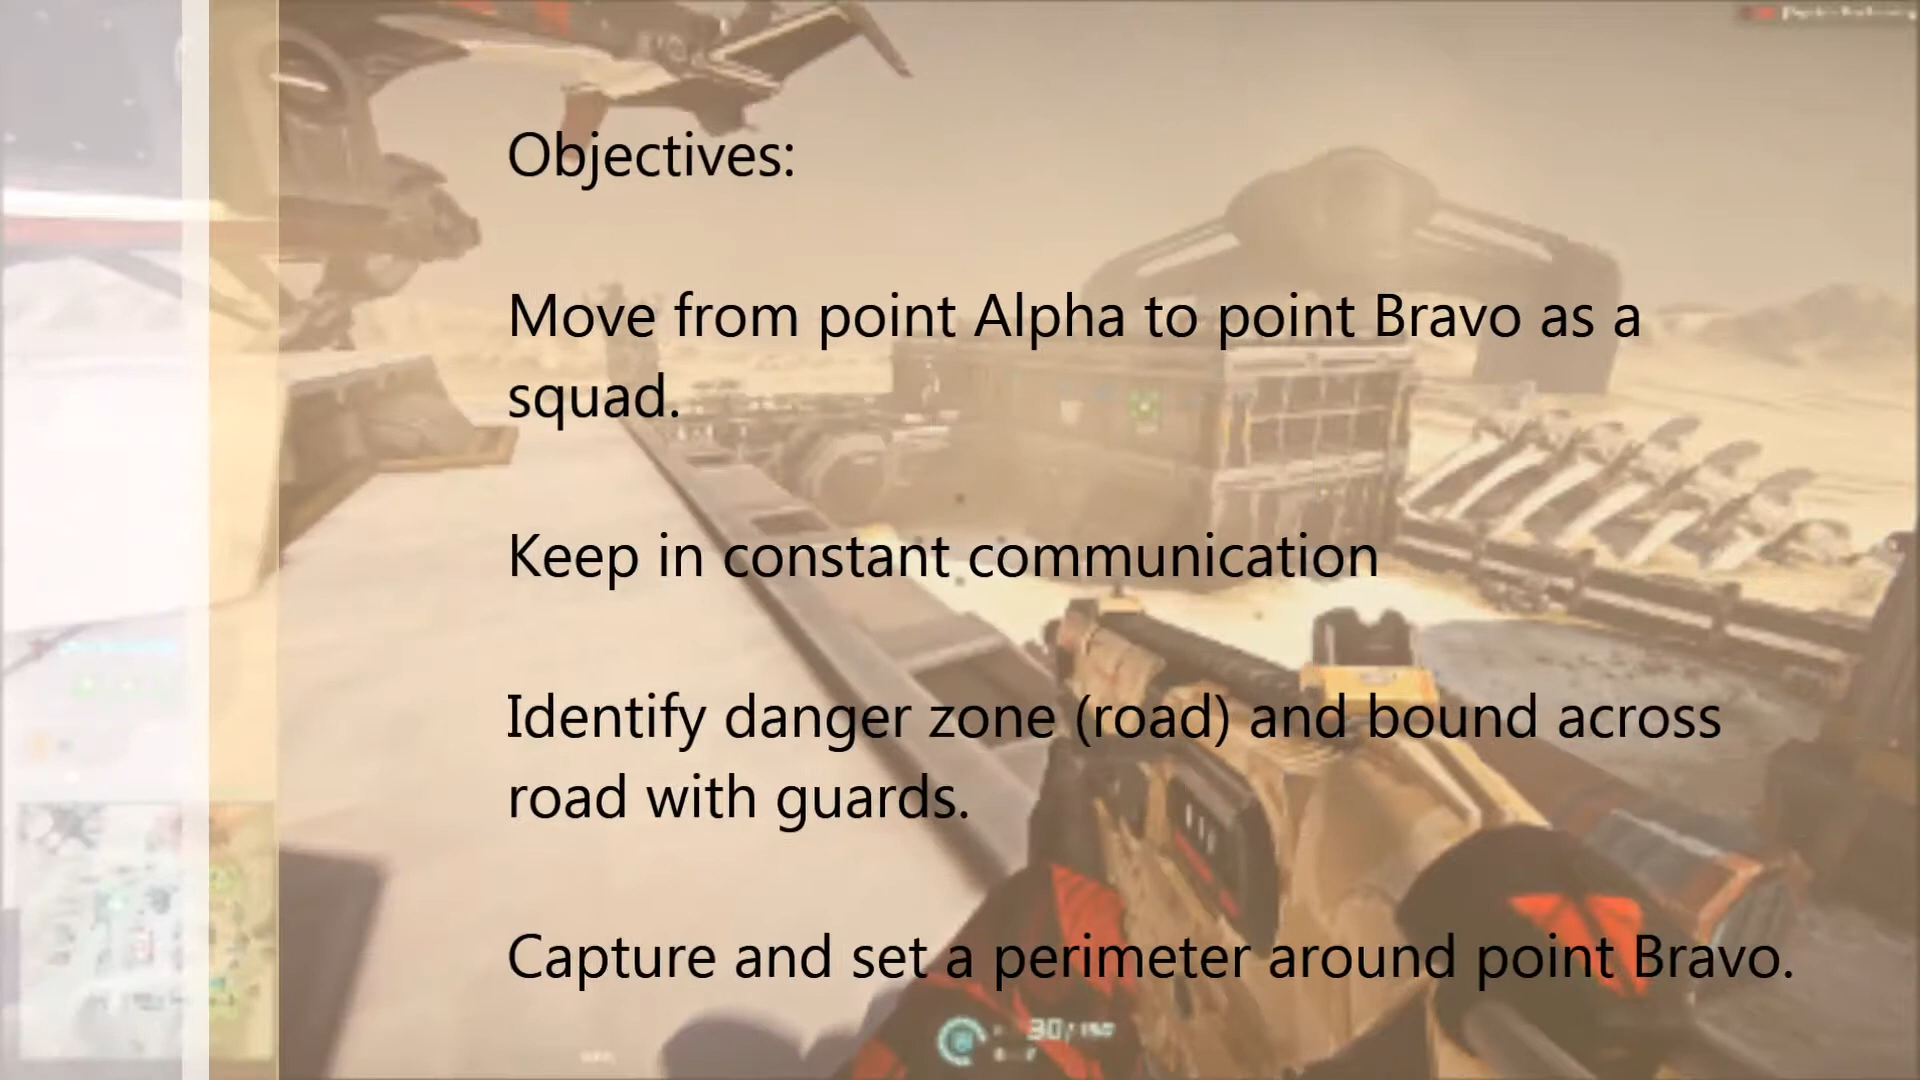 Objectives:
Move from point Alpha to point Bravo as a
squad.
Keep in constant communication
Identify danger zone (road) and bound across
road with guards.
Capture and set a perimeter around point Bravo.
30/